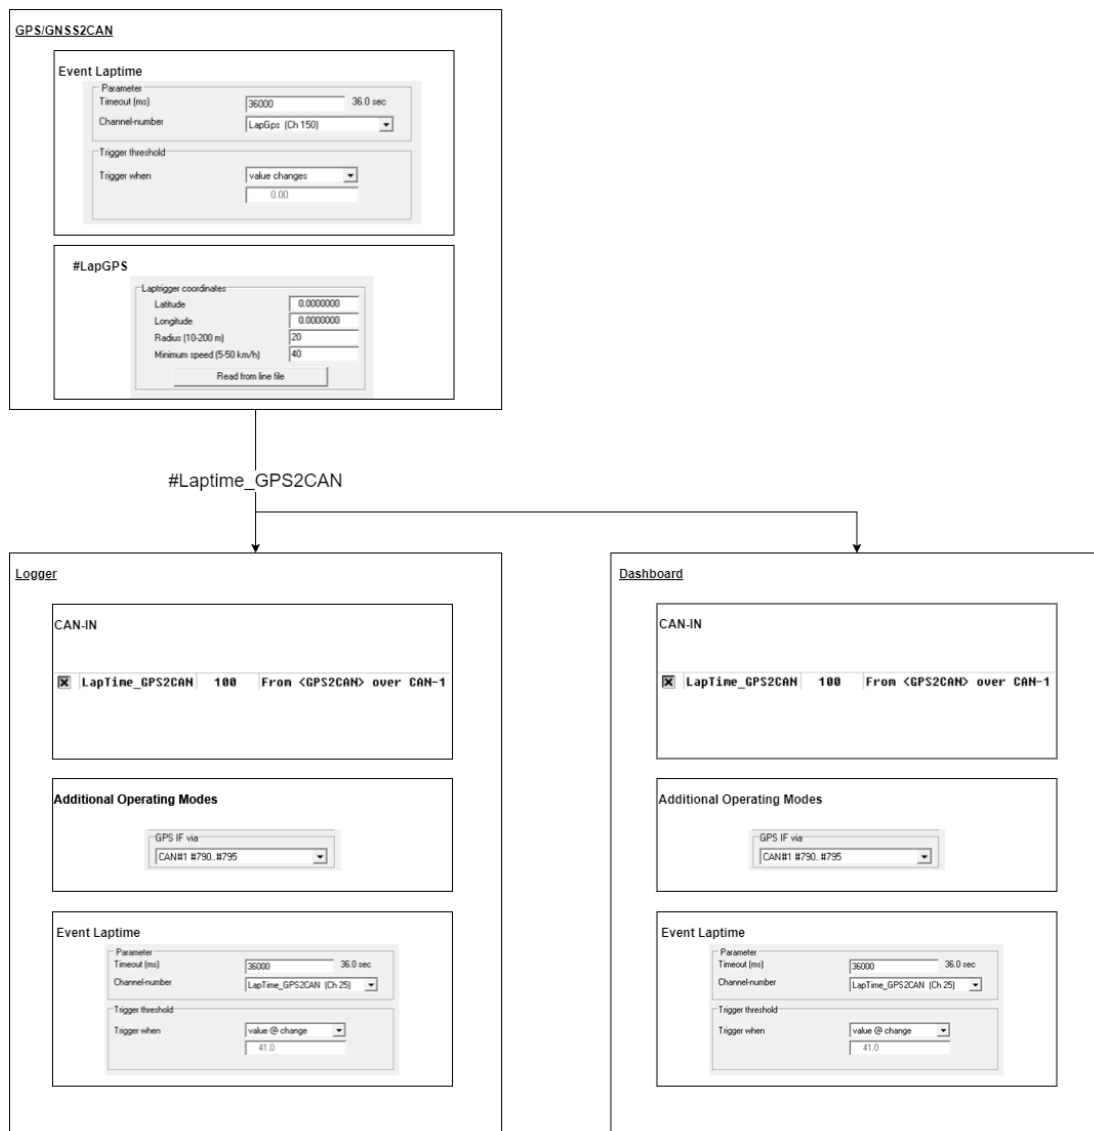 GPS/GNSS2CAN
Event Laptime
Parameter
Timeout (ms) 36000 36.0 sec
Channel-number LapGps (Ch 150)
Trigger threshold
Trigger when value changes
0.00
#LapGPS
Laptrigger coordinates
Latitude 0.0000000
Longitude 0.0000000
Radius (10-200 m) 20
Minimum speed (5-50 km/h) 40
Read from line file
#Laptime_GPS2CAN
Logger
CAN-IN
LapTime_GPS2CAN 100 From <GPS2CAN> over CAN-1
Additional Operating Modes
GPS IF via
CAN#1 #790..#795
Event Laptime
Parameter
Timeout (ms) 36000 36.0 sec
Channel-number LapTime_GPS2CAN (Ch 25)
Trigger threshold
Trigger when value @ change
41.0
Dashboard
CAN-IN
LapTime_GPS2CAN 100 From <GPS2CAN> over CAN-1
Additional Operating Modes
GPS IF via
CAN#1 #790..#795
Event Laptime
Parameter
Timeout (ms) 36000 36.0 sec
Channel-number LapTime_GPS2CAN (Ch 25)
Trigger threshold
Trigger when value @ change
41.0